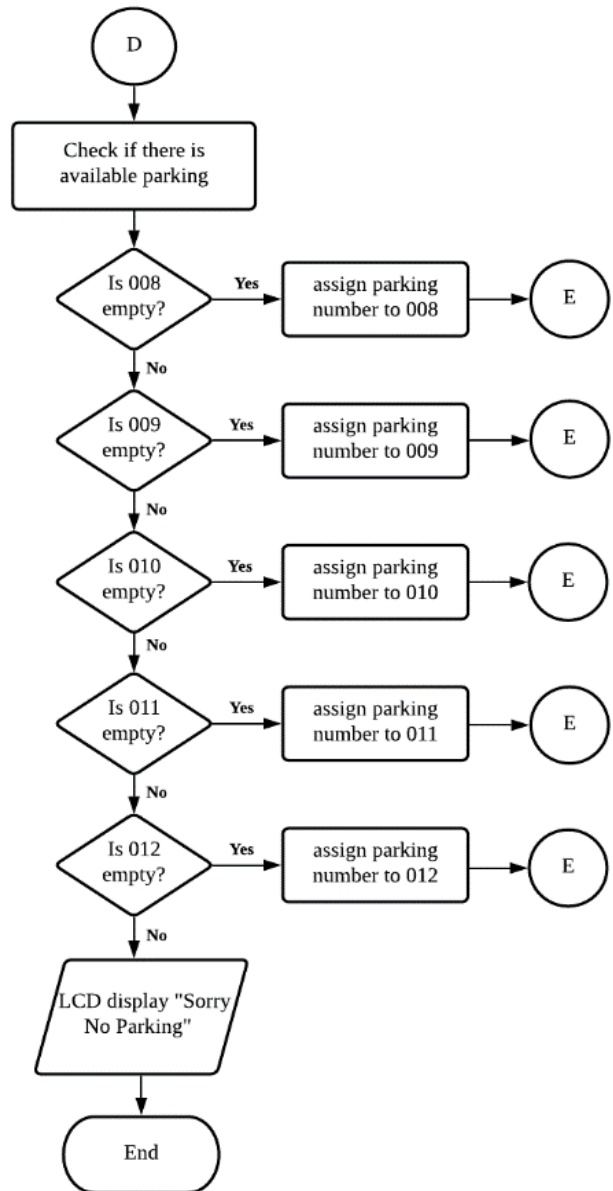 D
Check if there is
available parking
Is 008
empty?
Yes
assign parking
number to 008
E
No
Is 009
empty?
Yes
assign parking
number to 009
E
No
Is 010
empty?
Yes
assign parking
number to 010
E
No
Is 011
empty?
Yes
assign parking
number to 011
E
No
Is 012
empty?
Yes
assign parking
number to 012
E
No
LCD display "Sorry
No Parking"
End